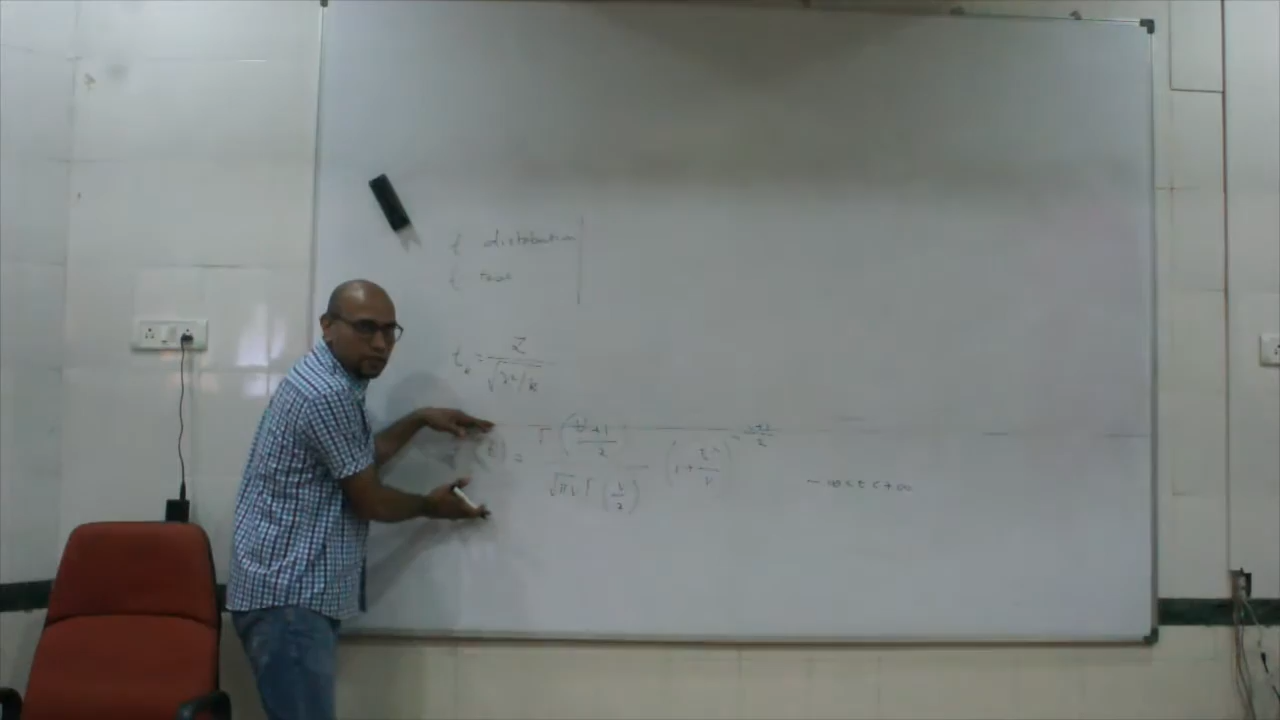 t distribution
t test
t_k = Z / √(χ²/k)
(t) = Γ((ν+1)/2) / (√(πν) Γ(ν/2)) (1 + t²/ν)^(-(ν+1)/2)   -∞ < t < +∞